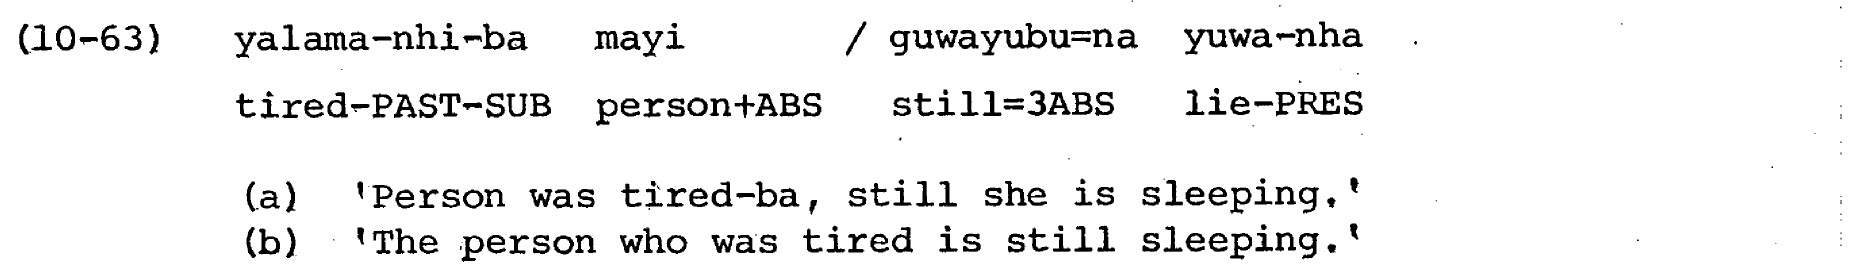 (10-63) yalama-nhi-ba mayi / guwayubu=na yuwa-nha
tired-PAST-SUB person+ABS still=3ABS lie-PRES
(a) 'Person was tired-ba, still she is sleeping.'
(b) 'The person who was tired is still sleeping.'